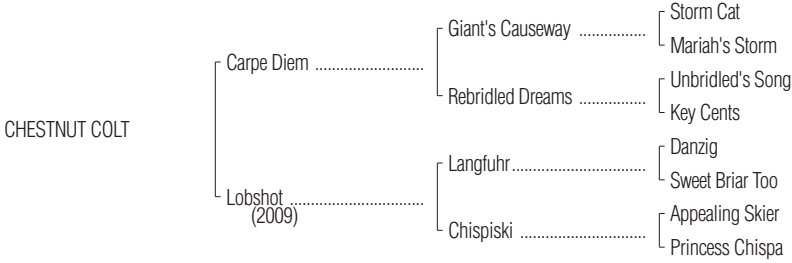 CHESTNUT COLT
Carpe Diem ..........................
Lobshot ................................
(2009)
Giant's Causeway ................
Rebridled Dreams ................
Langfuhr................................
Chispiski ..............................
Storm Cat
Mariah's Storm
Unbridled's Song
Key Cents
Danzig
Sweet Briar Too
Appealing Skier
Princess Chispa